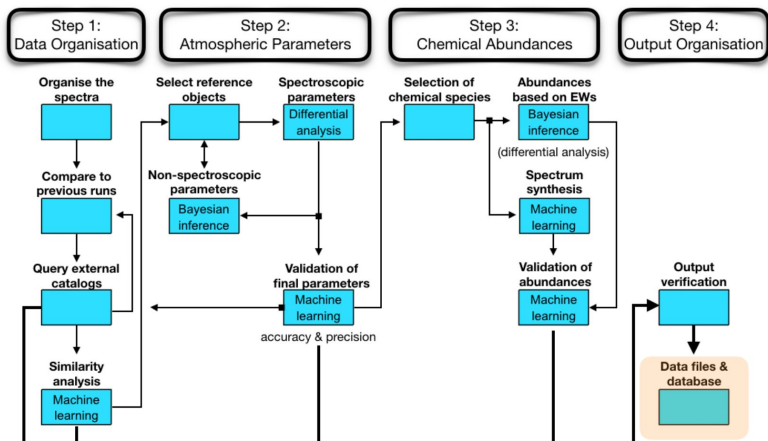 Step 1:
Data Organisation
Step 2:
Atmospheric Parameters
Step 3:
Chemical Abundances
Step 4:
Output Organisation
Organise the
spectra
Compare to
previous runs
Query external
catalogs
Similarity
analysis
Machine
learning
Select reference
objects
Spectroscopic
parameters
Differential
analysis
Non-spectroscopic
parameters
Bayesian
inference
Validation of
final parameters
Machine
learning
accuracy & precision
Selection of
chemical species
Abundances
based on EWs
Bayesian
inference
(differential analysis)
Spectrum
synthesis
Machine
learning
Validation of
abundances
Machine
learning
Output
verification
Data files &
database